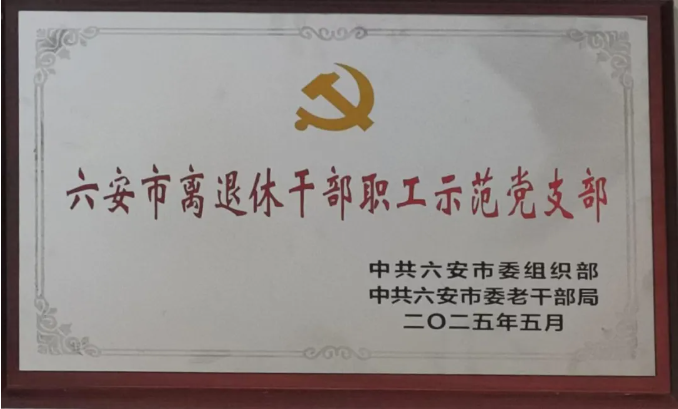 六安市离退休干部职工示范党支部
中共六安市委组织部
中共六安市委老干部局
二〇二五年五月